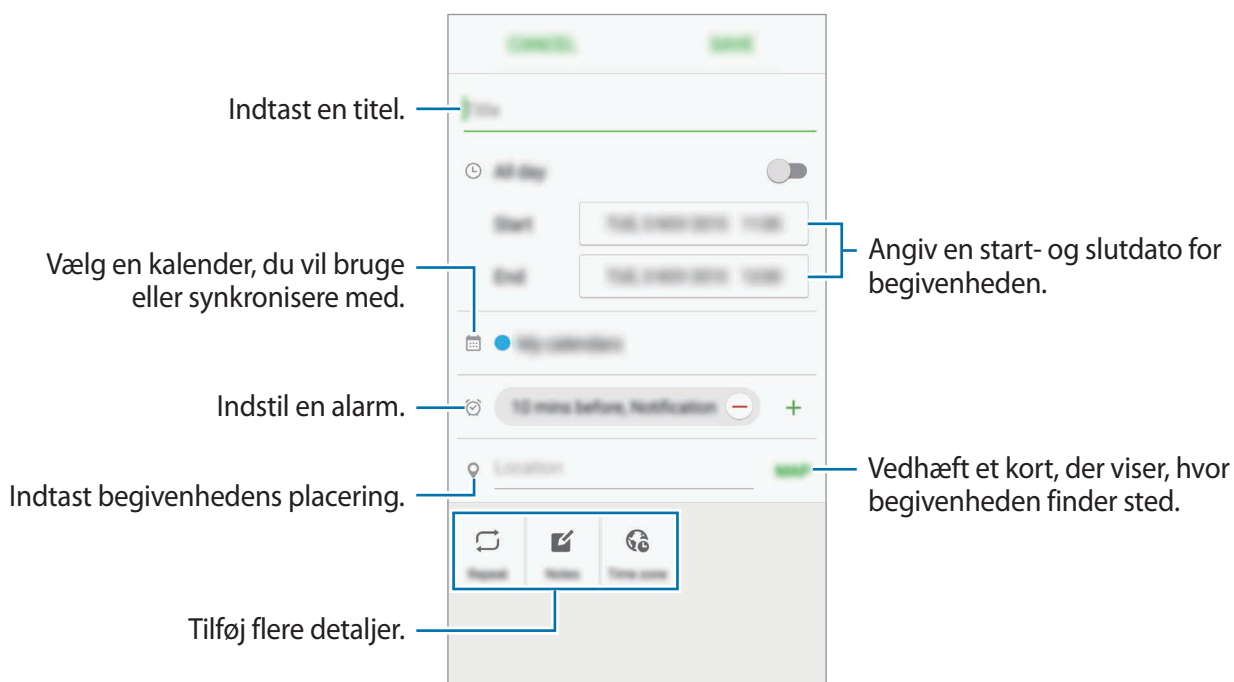 Indtast en titel.
Vælg en kalender, du vil bruge
eller synkronisere med.
Angiv en start- og slutdato for
begivenheden.
Indstil en alarm.
Indtast begivenhedens placering.
Vedhæft et kort, der viser, hvor
begivenheden finder sted.
Tilføj flere detaljer.
CANCEL
SAVE
Title
All day
Start
End
My calendars
10 mins before, Notification
Location
MAP
Repeat
Notes
Time zone